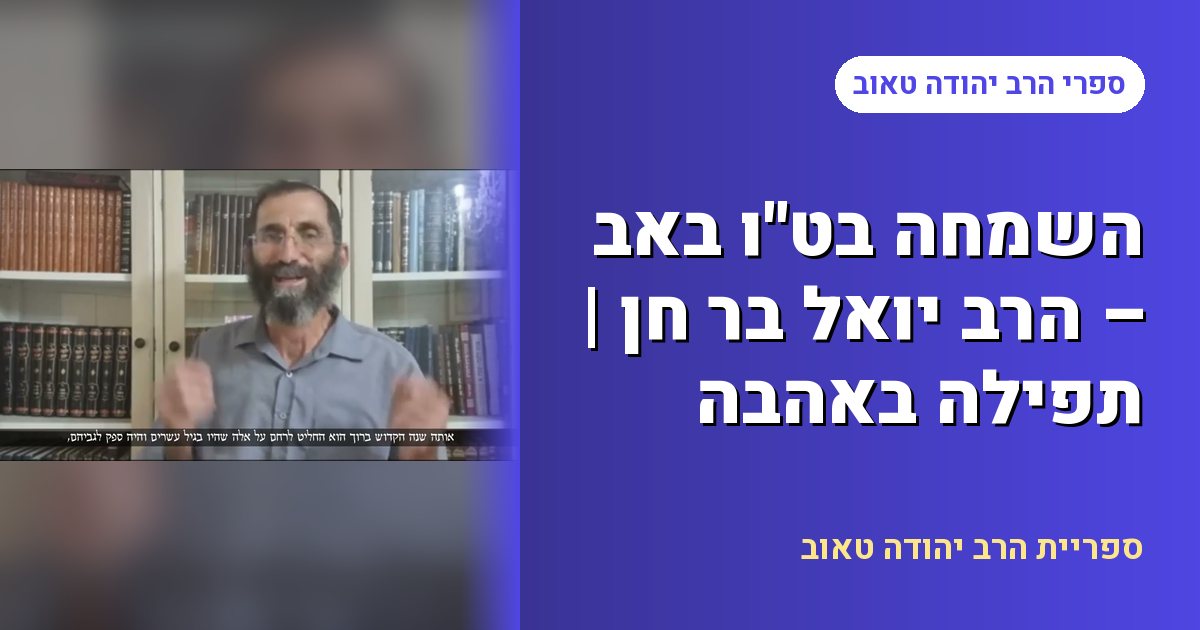 ספרי הרב יהודה טאוב
השמחה בט"ו באב
– הרב יואל בר חן |
תפילה באהבה
ספריית הרב יהודה טאוב
אותה שנה הקדוש ברוך הוא החליט לרחם על אלה שהיו בגיל עשרים והיה ספק לגביהם,